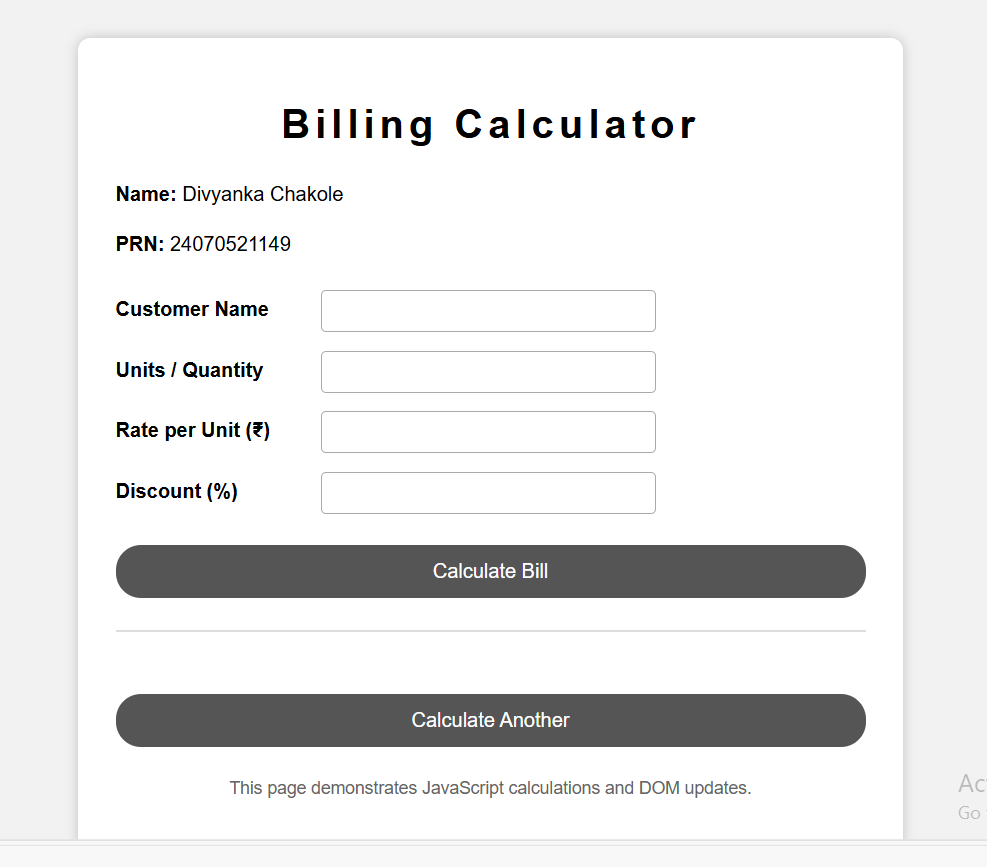 Billing Calculator
Name: Divyanka Chakole
PRN: 24070521149
Customer Name
Units / Quantity
Rate per Unit (₹)
Discount (%)
Calculate Bill
Calculate Another
This page demonstrates JavaScript calculations and DOM updates.
Go